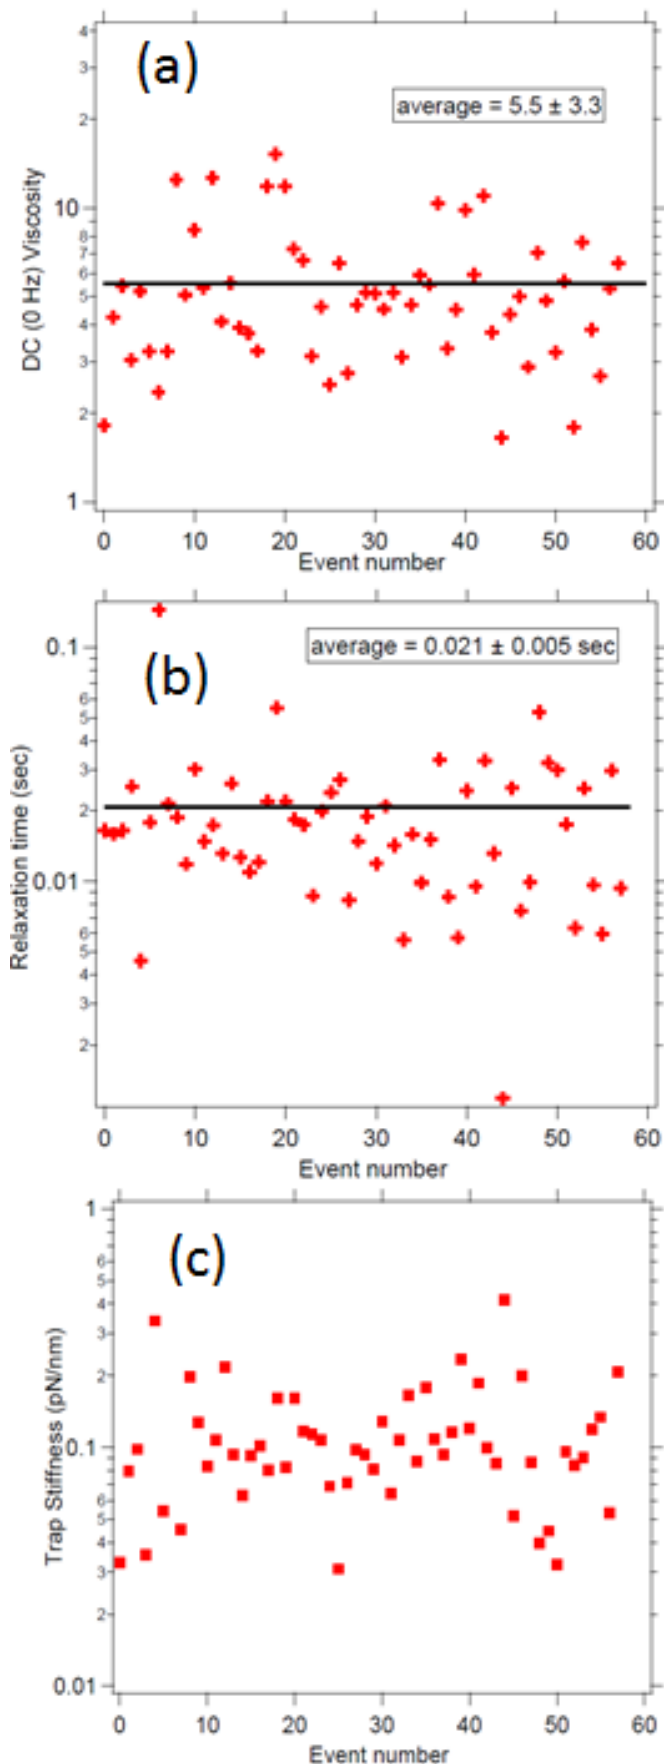 (a)
average = 5.5 ± 3.3
DC (0 Hz) Viscosity
4
3
2
10
8
7
6
5
4
3
2
1
0 10 20 30 40 50 60
Event number
(b)
average = 0.021 ± 0.005 sec
Relaxation time (sec)
0.1
6
5
4
3
2
0.01
6
5
4
3
2
0 10 20 30 40 50 60
Event number
(c)
Trap Stiffness (pN/nm)
1
6
5
4
3
2
0.1
6
5
4
3
2
0.01
0 10 20 30 40 50 60
Event number